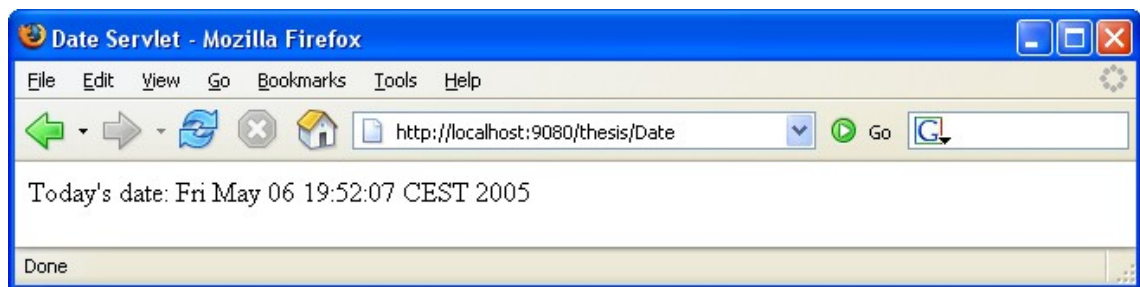 Date Servlet - Mozilla Firefox
File Edit View Go Bookmarks Tools Help
http://localhost:9080/thesis/Date Go G
Today's date: Fri May 06 19:52:07 CEST 2005
Done